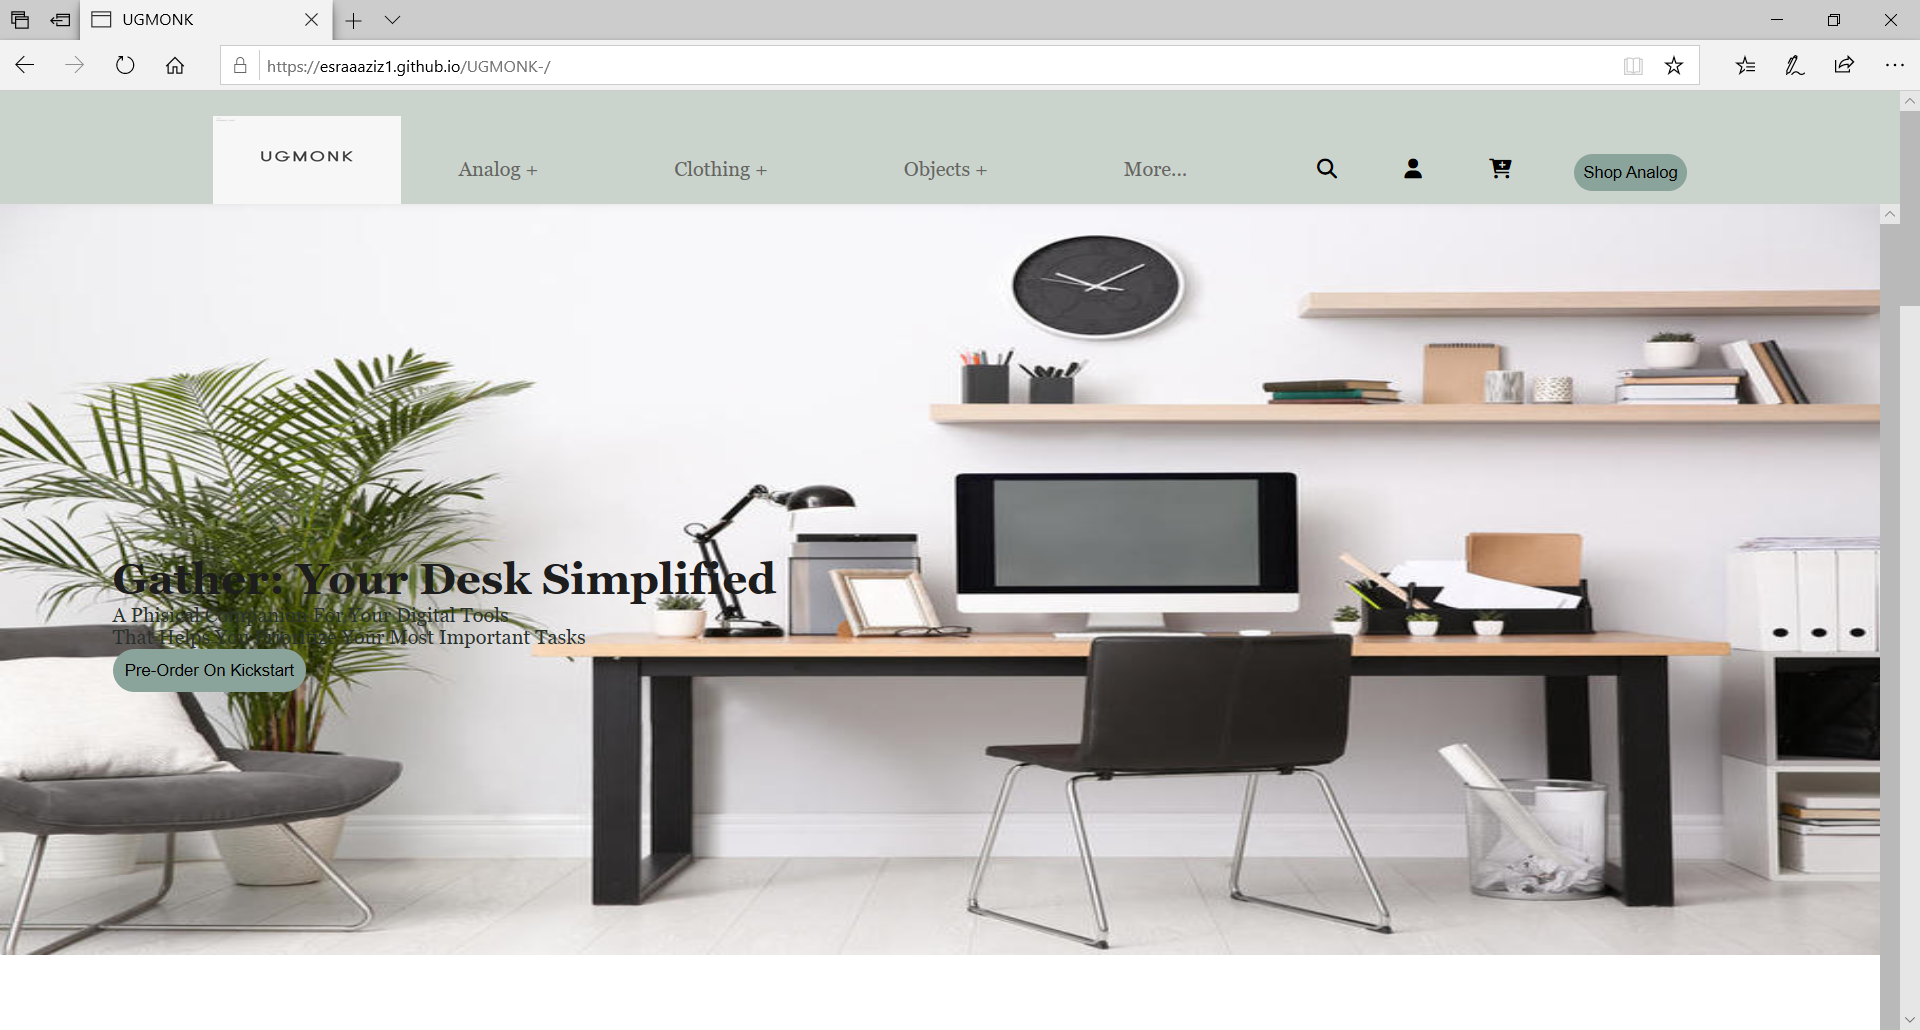 UGMONK
https://esraaaziz1.github.io/UGMONK-/
UGMONK
Analog +
Clothing +
Objects +
More...
Shop Analog
Gather: Your Desk Simplified
A Phisical Companion For Your Digital Tools
That Helps You Your Most Important Tasks
Pre-Order On Kickstart